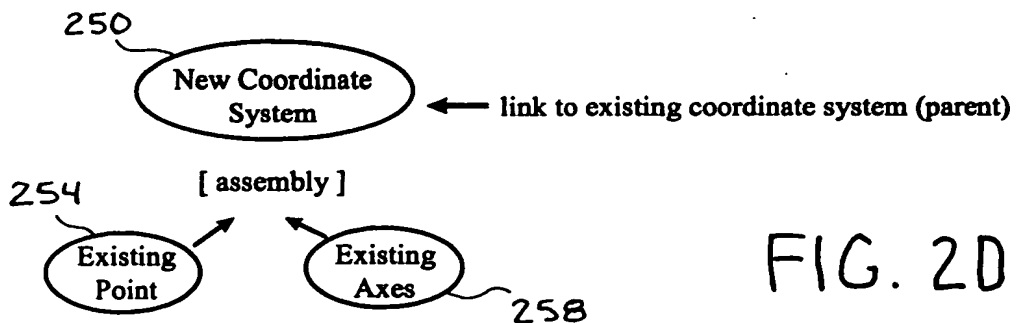 250
New Coordinate
System
link to existing coordinate system (parent)
[ assembly ]
254
Existing
Point
Existing
Axes
258
FIG. 2D